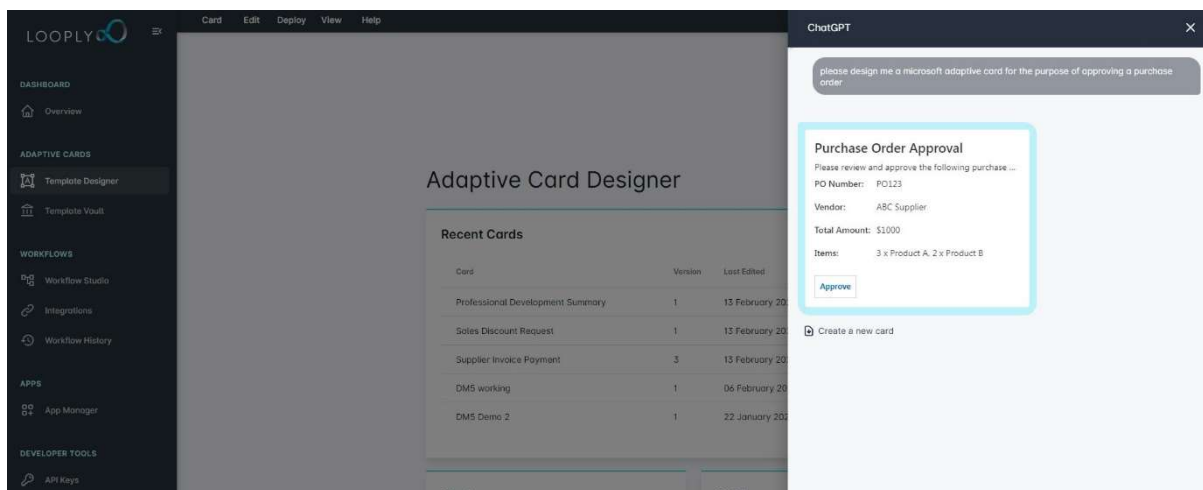 LOOPLY
DASHBOARD
Overview
ADAPTIVE CARDS
Template Designer
Template Vault
WORKFLOWS
Workflow Studio
Integrations
Workflow History
APPS
App Manager
DEVELOPER TOOLS
API Keys
Card Edit Deploy View Help
Adaptive Card Designer
Recent Cards
Card Version Last Edited
Professional Development Summary 1 13 February 20
Sales Discount Request 1 13 February 20
Supplier Invoice Payment 3 13 February 20
DM5 working 1 06 February 20
DM5 Demo 2 1 22 January 202
ChatGPT
please design me a microsoft adaptive card for the purpose of approving a purchase
order
Purchase Order Approval
Please review and approve the following purchase ...
PO Number: PO123
Vendor: ABC Supplier
Total Amount: $1000
Items: 3 x Product A, 2 x Product B
Approve
Create a new card